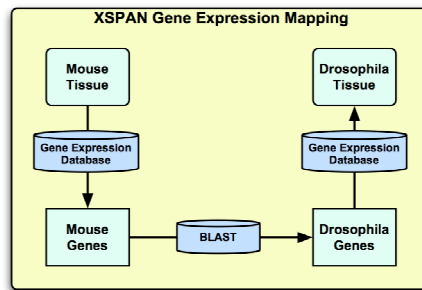 XSPAN Gene Expression Mapping
Mouse
Tissue
Drosophila
Tissue
Gene Expression
Database
Gene Expression
Database
Mouse
Genes
BLAST
Drosophila
Genes